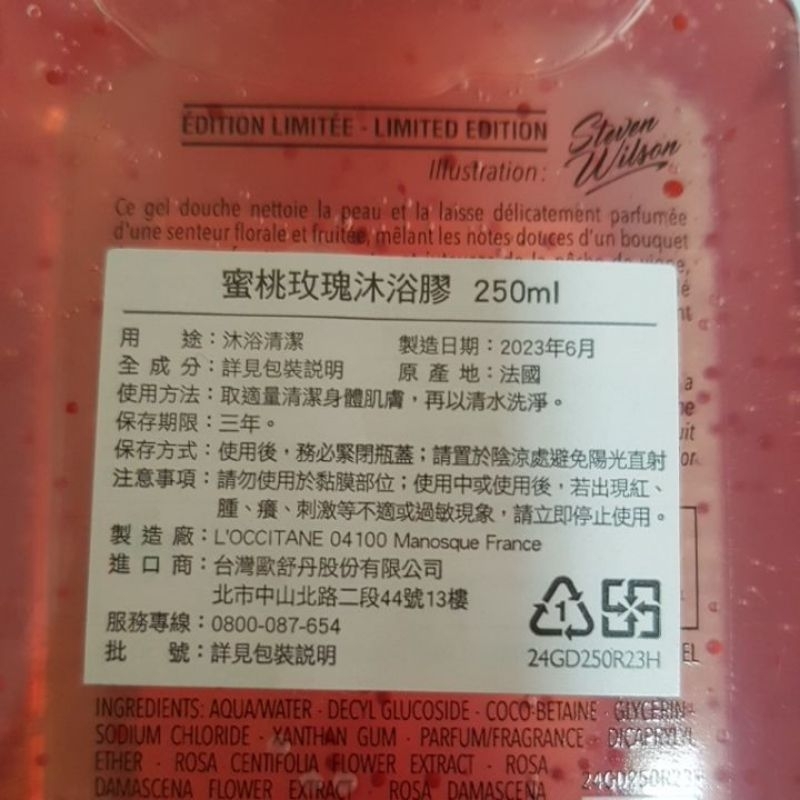 ÉDITION LIMITÉE - LIMITED EDITION
Illustration:
Steven Wilson
Ce gel douche nettoie la peau et la laisse délicatement parfumée
d'une senteur florale et fruitée, mêlant les notes douces d'un bouquet
蜜桃玫瑰沐浴膠 250ml
用 途：沐浴清潔 製造日期：2023年6月
全成分：詳見包裝說明 原產地：法國
使用方法：取適量清潔身體肌膚，再以清水洗淨。
保存期限：三年。
保存方式：使用後，務必緊閉瓶蓋；請置於陰涼處避免陽光直射
注意事項：請勿使用於黏膜部位；使用中或使用後，若出現紅、
腫、癢、刺激等不適或過敏現象，請立即停止使用。
製造廠：L'OCCITANE 04100 Manosque France
進口商：台灣歐舒丹股份有限公司
北市中山北路二段44號13樓
服務專線：0800-087-654
批 號：詳見包裝說明
1
24GD250R23H
INGREDIENTS: AQUA/WATER - DECYL GLUCOSIDE - COCO-BETAINE - GLYCERIN -
SODIUM CHLORIDE - XANTHAN GUM - PARFUM/FRAGRANCE - DICAPRYLYL
ETHER - ROSA CENTIFOLIA FLOWER EXTRACT - ROSA
DAMASCENA FLOWER EXTRACT - ROSA DAMASCENA